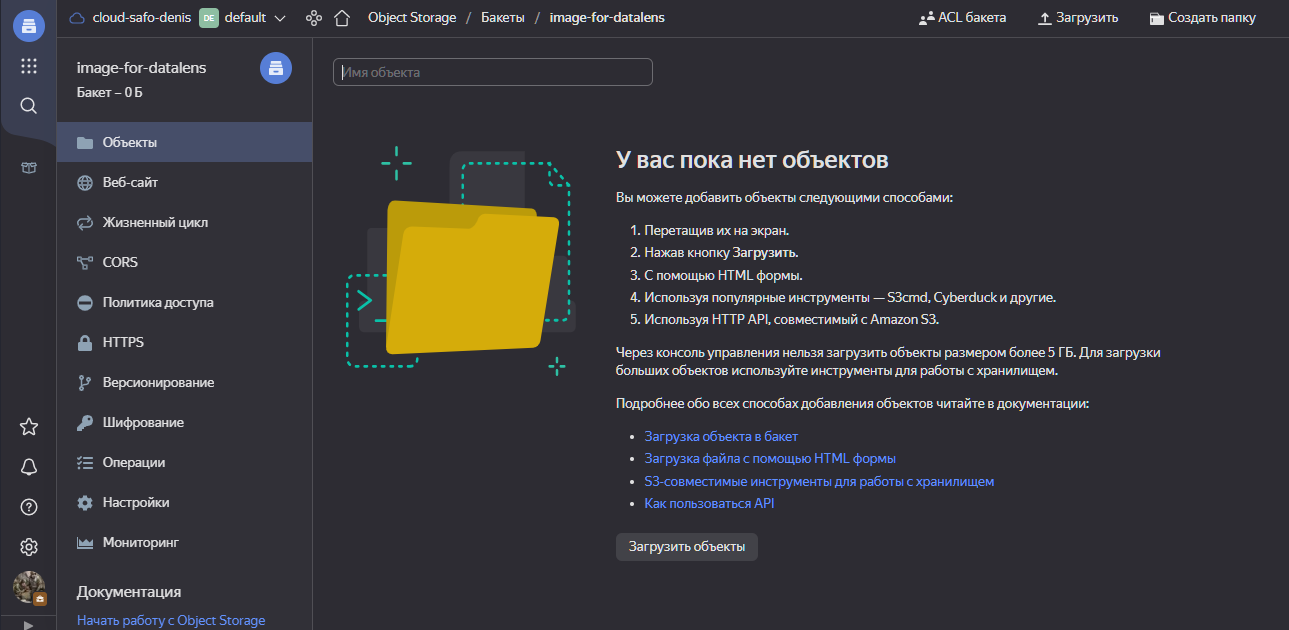 cloud-safo-denis DE default Object Storage / Бакеты / image-for-datalens ACL бакета Загрузить Создать папку
image-for-datalens
Бакет – 0 Б
Объекты
Веб-сайт
Жизненный цикл
CORS
Политика доступа
HTTPS
Версионирование
Шифрование
Операции
Настройки
Мониторинг
Документация
Начать работу с Object Storage
Имя объекта
У вас пока нет объектов
Вы можете добавить объекты следующими способами:
1. Перетащив их на экран.
2. Нажав кнопку Загрузить.
3. С помощью HTML формы.
4. Используя популярные инструменты — S3cmd, Cyberduck и другие.
5. Используя HTTP API, совместимый с Amazon S3.
Через консоль управления нельзя загрузить объекты размером более 5 ГБ. Для загрузки
больших объектов используйте инструменты для работы с хранилищем.
Подробнее обо всех способах добавления объектов читайте в документации:
• Загрузка объекта в бакет
• Загрузка файла с помощью HTML формы
• S3-совместимые инструменты для работы с хранилищем
• Как пользоваться API
Загрузить объекты